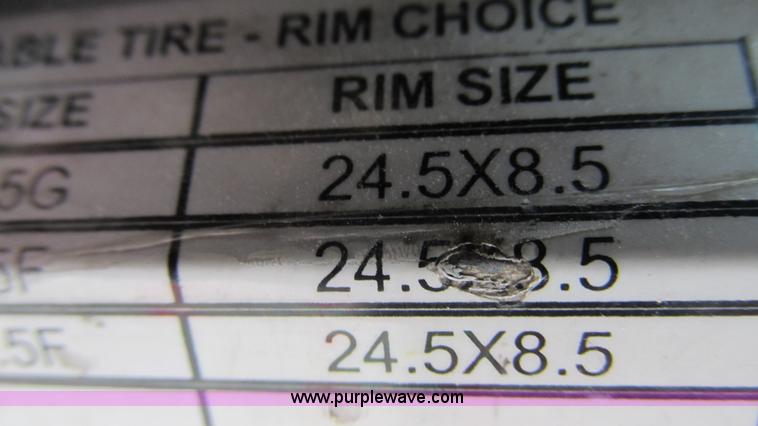 ABLE TIRE - RIM CHOICE
SIZE RIM SIZE
5G 24.5X8.5
5F 24.5 8.5
.5F 24.5X8.5
www.purplewave.com